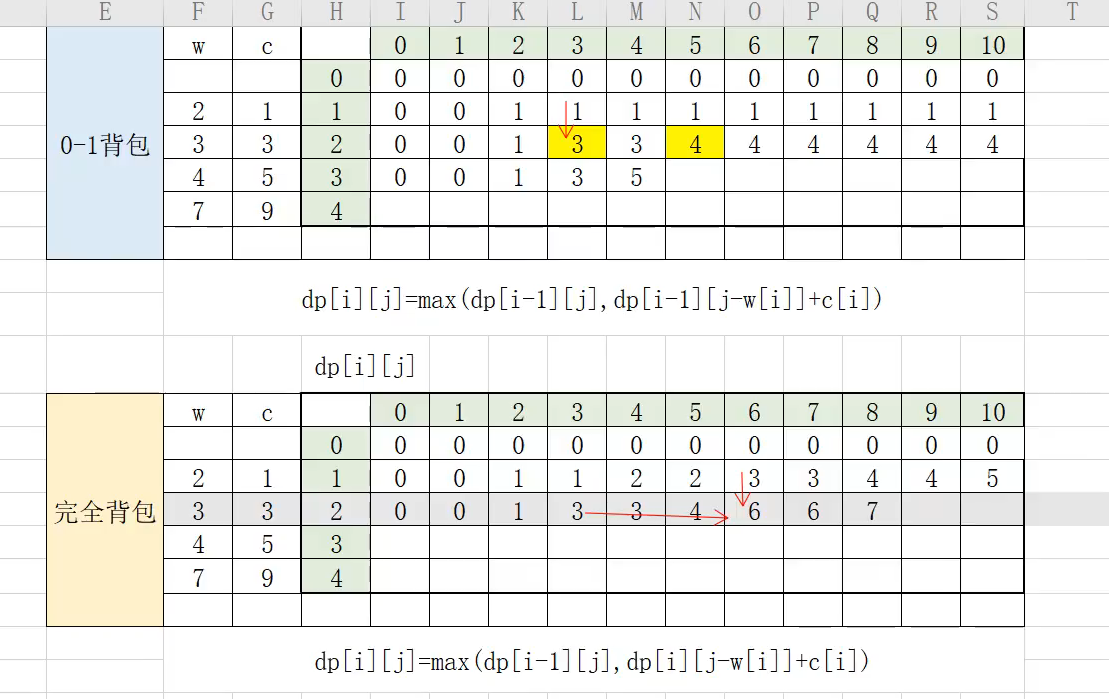 E F G H I J K L M N O P Q R S T
w c 0 1 2 3 4 5 6 7 8 9 10
0 0 0 0 0 0 0 0 0 0 0 0
2 1 1 0 0 1 1 1 1 1 1 1 1 1
0-1背包 3 3 2 0 0 1 3 3 4 4 4 4 4 4
4 5 3 0 0 1 3 5
7 9 4
dp[i][j]=max(dp[i-1][j],dp[i-1][j-w[i]]+c[i])
dp[i][j]
w c 0 1 2 3 4 5 6 7 8 9 10
0 0 0 0 0 0 0 0 0 0 0 0
2 1 1 0 0 1 1 2 2 3 3 4 4 5
完全背包 3 3 2 0 0 1 3 3 4 6 6 7
4 5 3
7 9 4
dp[i][j]=max(dp[i-1][j],dp[i][j-w[i]]+c[i])